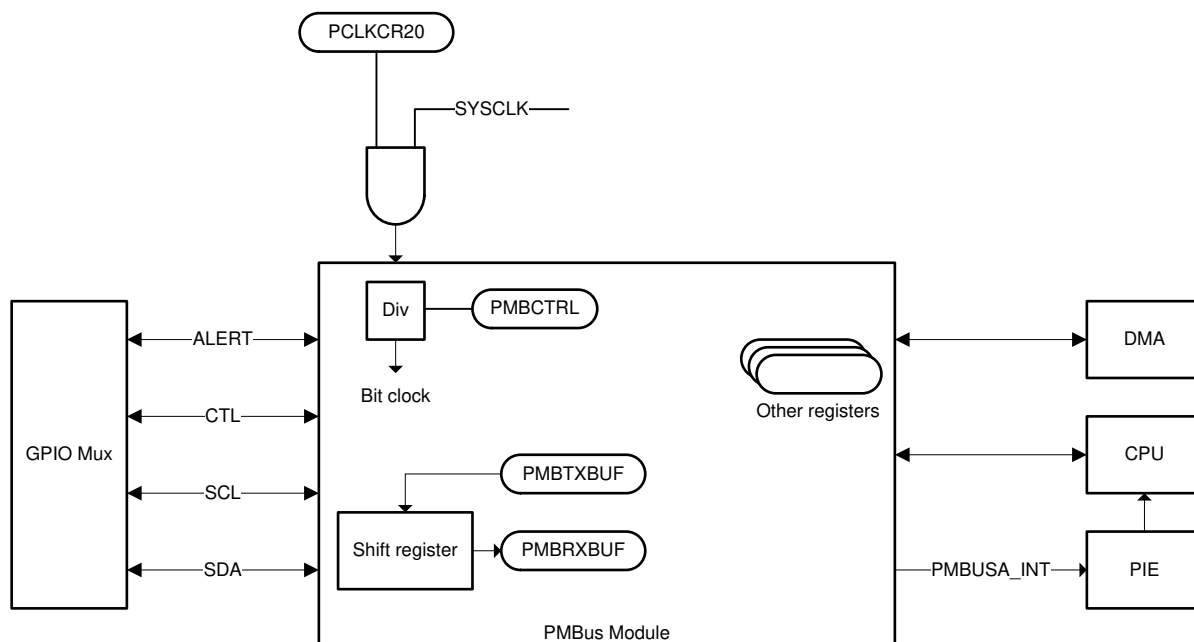 PCLKCR20
SYSCLK
Div
PMBCTRL
Bit clock
Other registers
ALERT
CTL
SCL
SDA
GPIO Mux
PMBTXBUF
Shift register
PMBRXBUF
DMA
CPU
PMBUSA_INT
PIE
PMBus Module